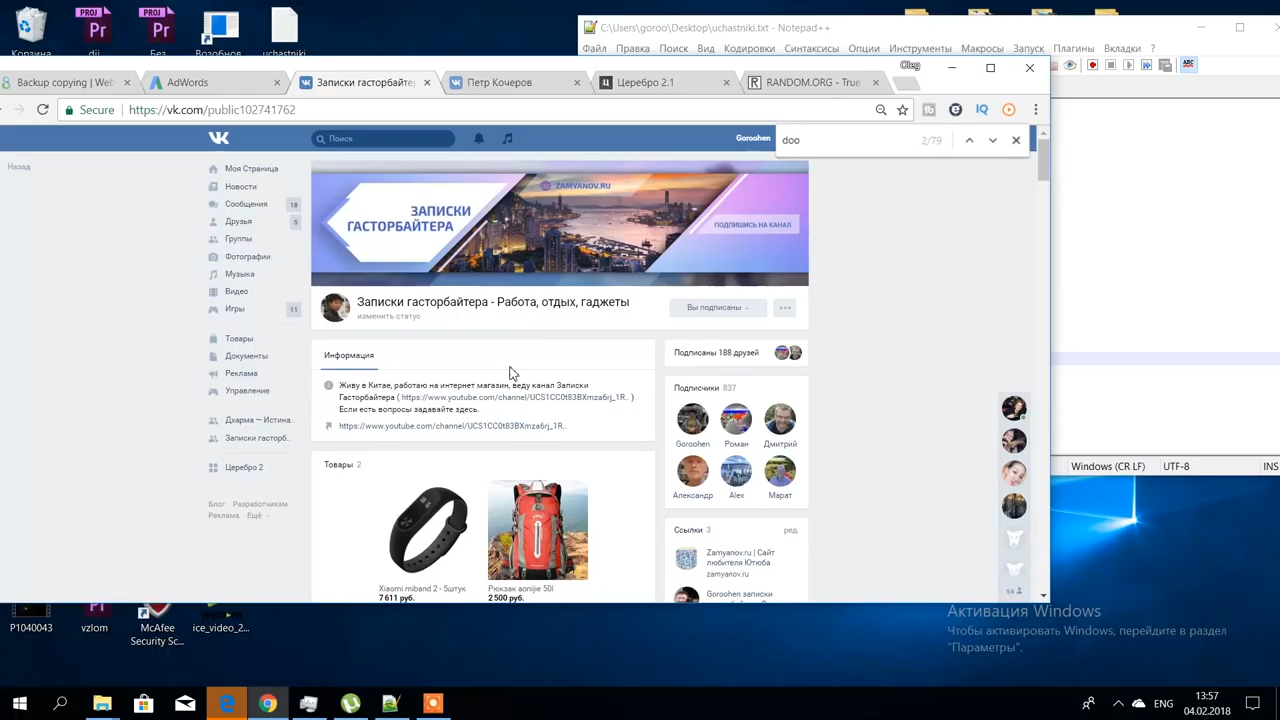 Корзина
dji
Без
Возобнов
uchastniki
C:\Users\goroo\Desktop\uchastniki.txt - Notepad++
Файл Правка Поиск Вид Кодировки Синтаксисы Опции Инструменты Макросы Запуск Плагины Вкладки ?
Oleg
Backup copying | Web
AdWords
Записки гасторбайтер
Петр Кочеров
Церебро 2.1
RANDOM.ORG - True
Secure https://vk.com/public102741762
Поиск
Goroohen
doo 2/79
Назад
Моя Страница
Новости
Сообщения 18
Друзья 5
Группы
Фотографии
Музыка
Видео
Игры 11
Товары
Документы
Реклама
Управление
Дхарма — Истина..
Записки гасторб..
Церебро 2
Блог Разработчикам
Реклама Ещё
ZAMYANOV.RU
ЗАПИСКИ
ГАСТОРБАЙТЕРА
ПОДПИШИСЬ НА КАНАЛ
Записки гасторбайтера - Работа, отдых, гаджеты
изменить статус
Вы подписаны
Информация
Живу в Китае, работаю на интернет магазин, веду канал Записки
Гасторбайтера ( https://www.youtube.com/channel/UCS1CC0t83BXmza6rj_1R.. )
Если есть вопросы задавайте здесь.
https://www.youtube.com/channel/UCS1CC0t83BXmza6rj_1R..
Товары 2
Xiaomi miband 2 - 5штук
7 611 руб.
Рюкзак aonijie 50l
2 500 руб.
Подписаны 188 друзей
Подписчики 837
Goroohen Роман Дмитрий
Александр Alex Марат
Ссылки 3 ред.
Zamyanov.ru | Сайт
любителя Ютюба
zamyanov.ru
Goroohen записки
54
Windows (CR LF) UTF-8 INS
P1040043
vzlom
McAfee
Security Sc...
ice_video_2...
Активация Windows
Чтобы активировать Windows, перейдите в раздел
"Параметры".
ENG
13:57
04.02.2018